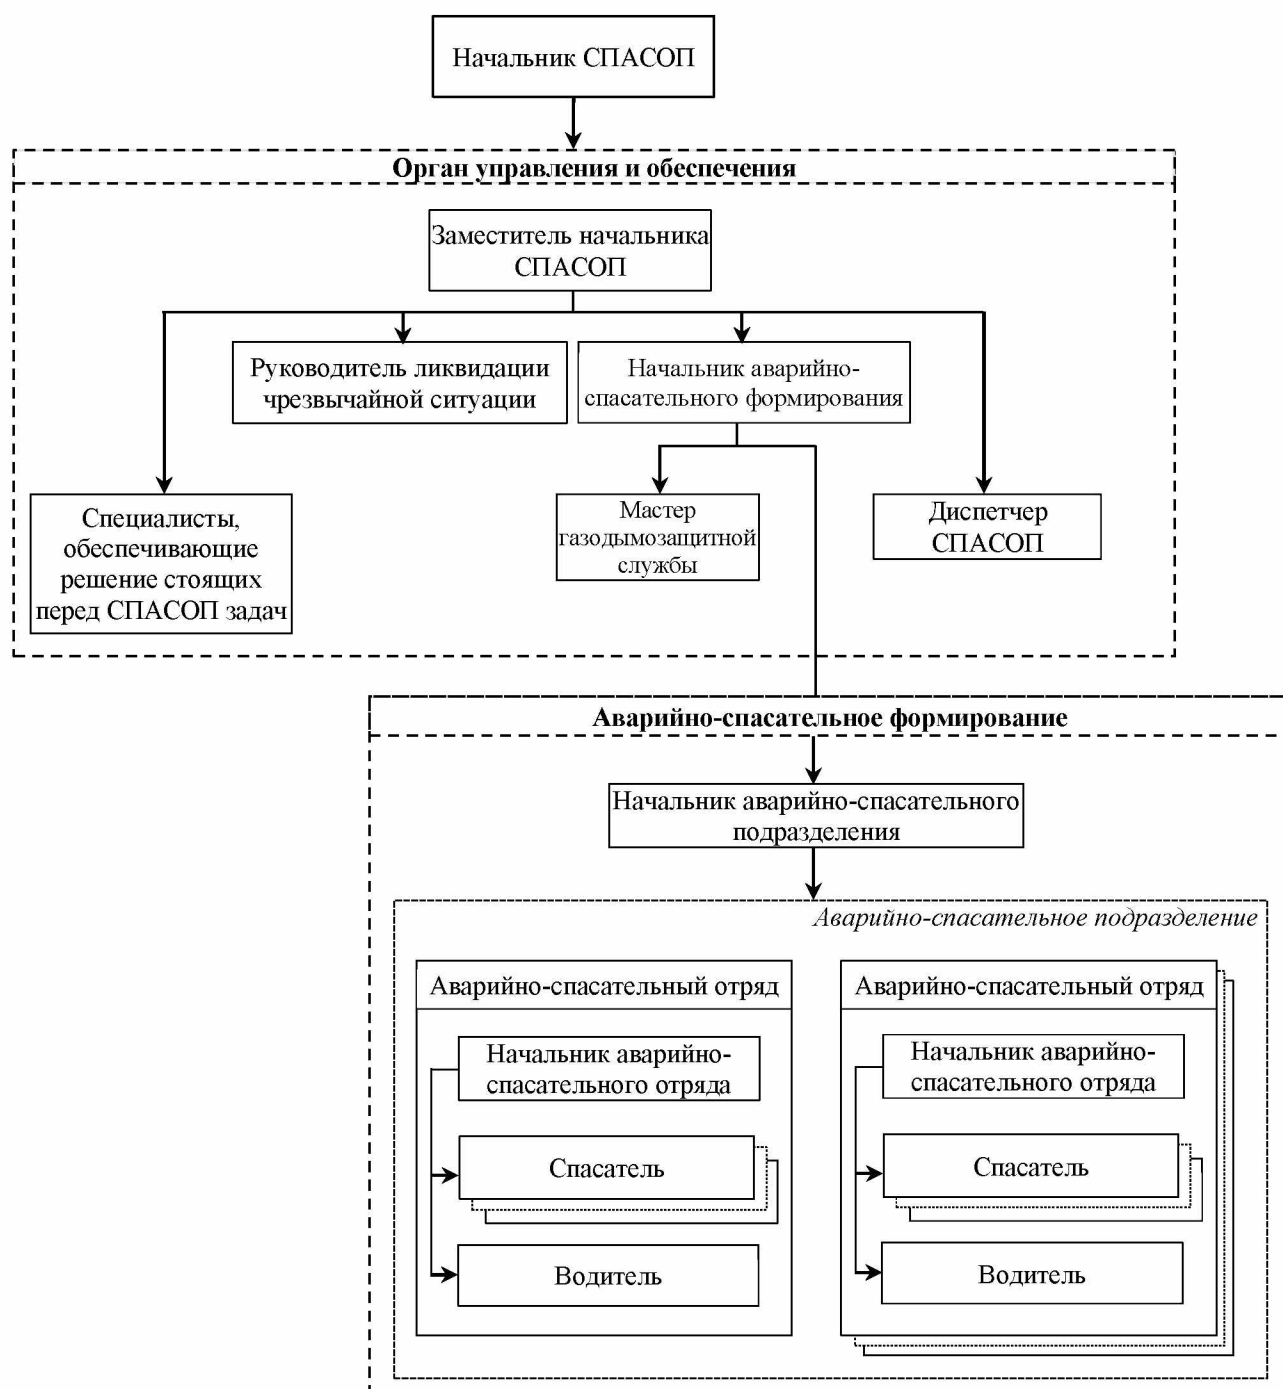 Начальник СПАСОП
Орган управления и обеспечения
Заместитель начальника
СПАСОП
Руководитель ликвидации
чрезвычайной ситуации
Начальник аварийно-
спасательного формирования
Специалисты,
обеспечивающие
решение стоящих
перед СПАСОП задач
Мастер
газодымозащитной
службы
Диспетчер
СПАСОП
Аварийно-спасательное формирование
Начальник аварийно-спасательного
подразделения
Аварийно-спасательное подразделение
Аварийно-спасательный отряд
Начальник аварийно-
спасательного отряда
Спасатель
Водитель
Аварийно-спасательный отряд
Начальник аварийно-
спасательного отряда
Спасатель
Водитель